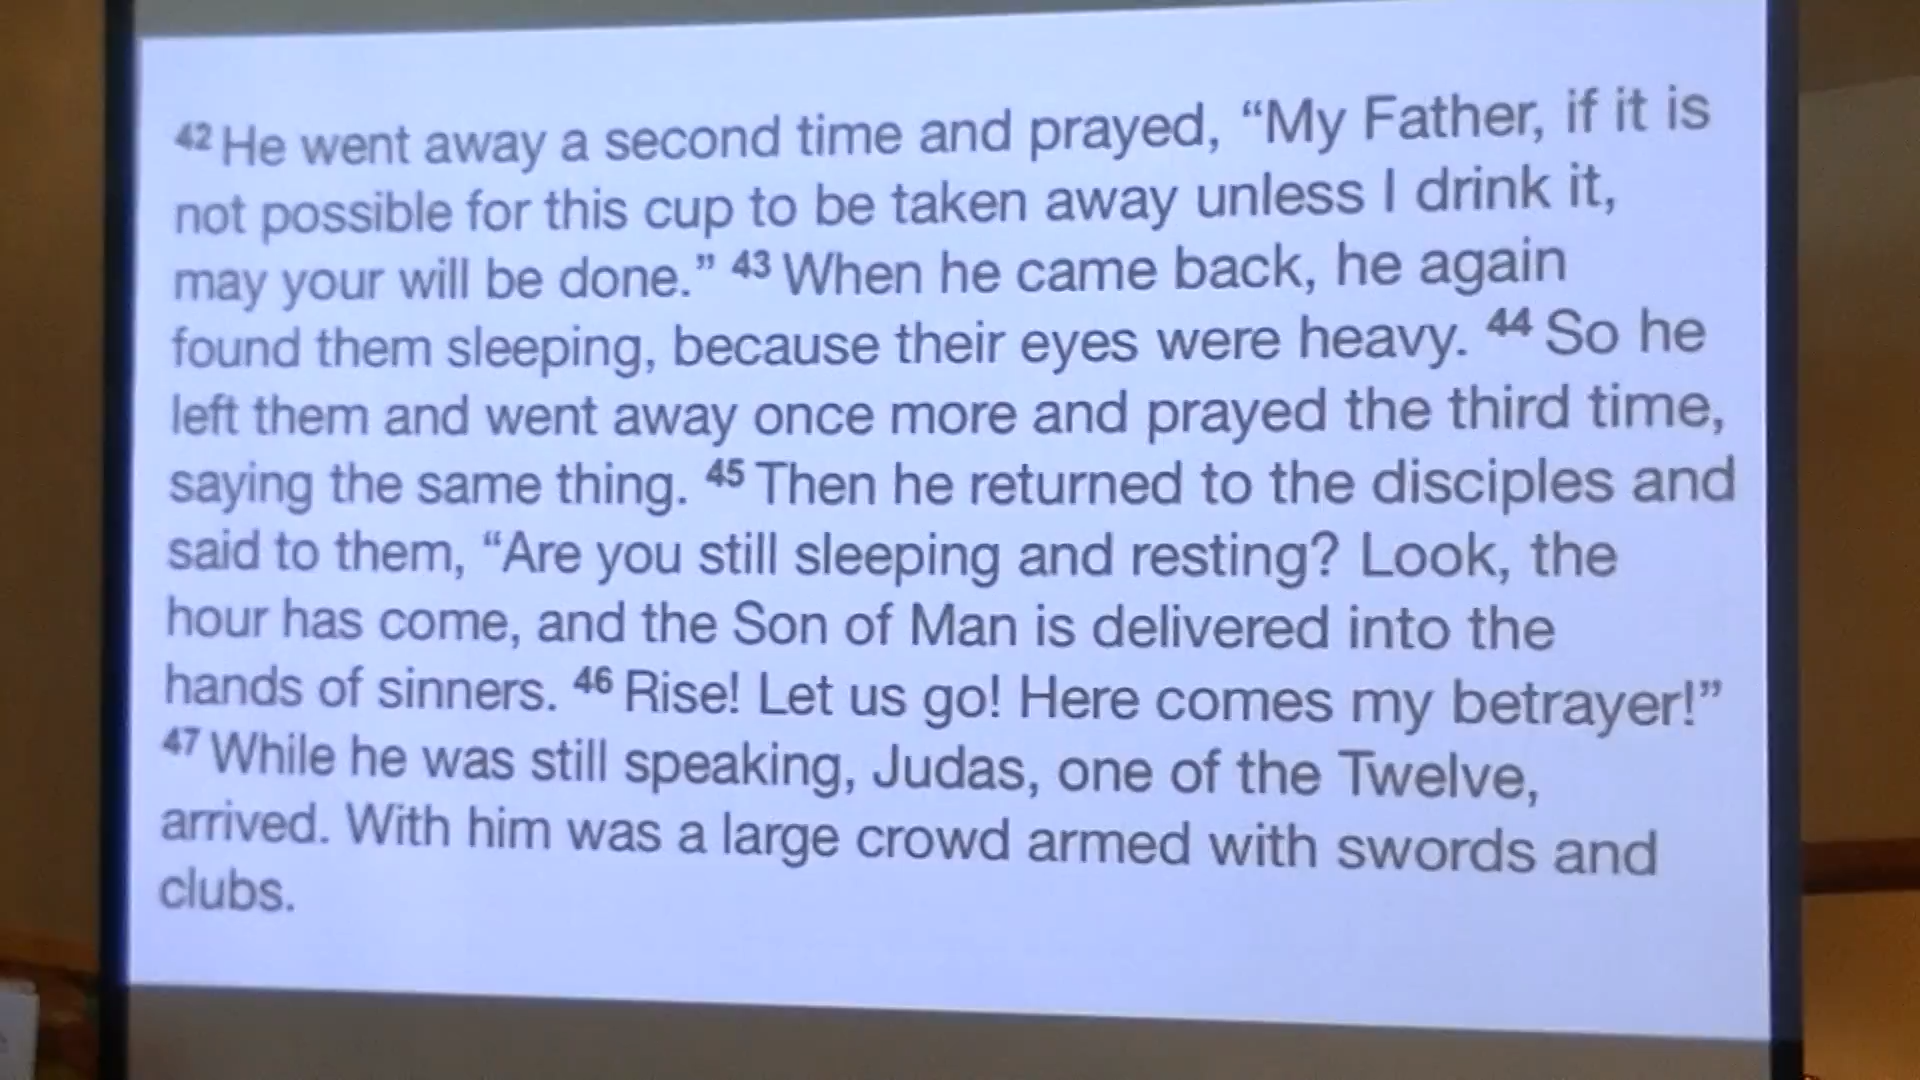 42 He went away a second time and prayed, “My Father, if it is
not possible for this cup to be taken away unless I drink it,
may your will be done.” 43 When he came back, he again
found them sleeping, because their eyes were heavy. 44 So he
left them and went away once more and prayed the third time,
saying the same thing. 45 Then he returned to the disciples and
said to them, “Are you still sleeping and resting? Look, the
hour has come, and the Son of Man is delivered into the
hands of sinners. 46 Rise! Let us go! Here comes my betrayer!”
47 While he was still speaking, Judas, one of the Twelve,
arrived. With him was a large crowd armed with swords and
clubs.